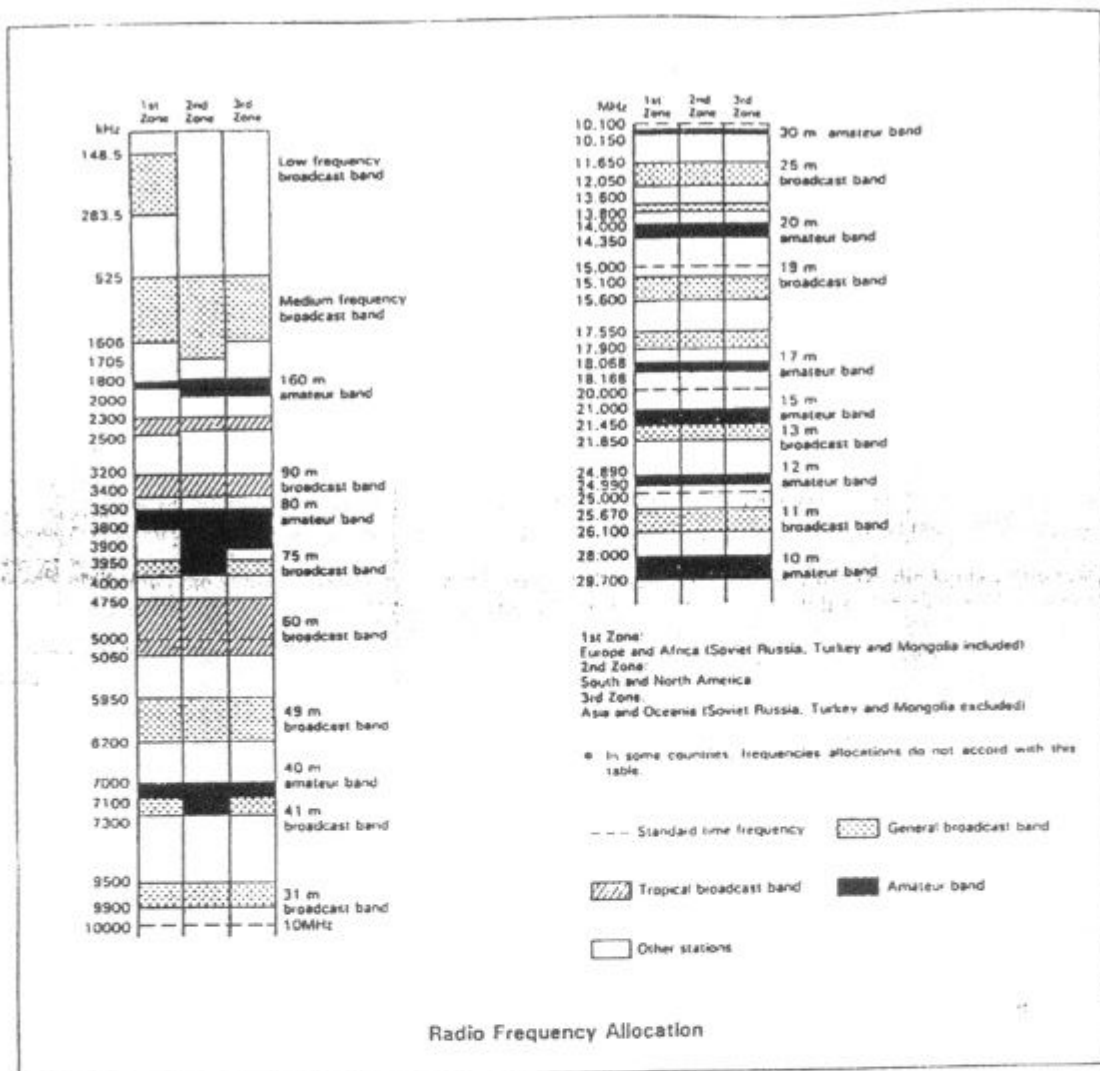 1st Zone 2nd Zone 3rd Zone
kHz
148.5
Low frequency
broadcast band
283.5
525
Medium frequency
broadcast band
1606
1705
1800
160 m
amateur band
2000
2300
2500
3200
90 m
broadcast band
3400
3500
80 m
amateur band
3800
3900
3950
75 m
broadcast band
4000
4750
60 m
broadcast band
5000
5060
5950
49 m
broadcast band
6700
40 m
amateur band
7000
7100
41 m
broadcast band
7300
9500
31 m
broadcast band
9900
10000
10MHz
MHz
1st Zone 2nd Zone 3rd Zone
10.100
30 m amateur band
10.150
11.650
25 m
broadcast band
12.050
13.600
13.800
14.000
20 m
amateur band
14.350
15.000
19 m
broadcast band
15.100
15.600
17.550
17.900
18.068
17 m
amateur band
18.168
20.000
21.000
15 m
amateur band
21.450
13 m
broadcast band
21.850
24.890
12 m
amateur band
24.990
25.000
25.670
11 m
broadcast band
26.100
28.000
10 m
amateur band
29.700
1st Zone:
Europe and Africa (Soviet Russia, Turkey and Mongolia included)
2nd Zone:
South and North America
3rd Zone:
Asia and Oceania (Soviet Russia, Turkey and Mongolia excluded)
* In some countries, frequencies allocations do not accord with this
table.
Standard time frequency
General broadcast band
Tropical broadcast band
Amateur band
Other stations
Radio Frequency Allocation